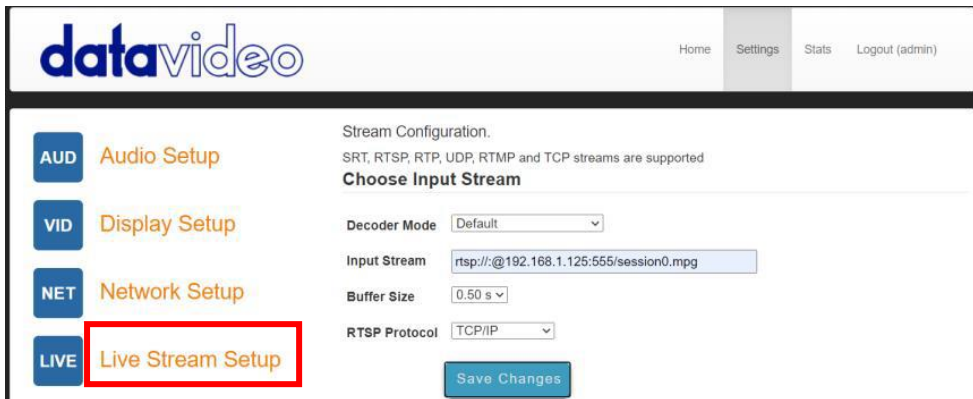 datavideo
Home Settings Stats Logout (admin)
AUD Audio Setup
VID Display Setup
NET Network Setup
LIVE Live Stream Setup
Stream Configuration.
SRT, RTSP, RTP, UDP, RTMP and TCP streams are supported
Choose Input Stream
Decoder Mode Default
Input Stream rtsp://:@192.168.1.125:555/session0.mpg
Buffer Size 0.50 s
RTSP Protocol TCP/IP
Save Changes